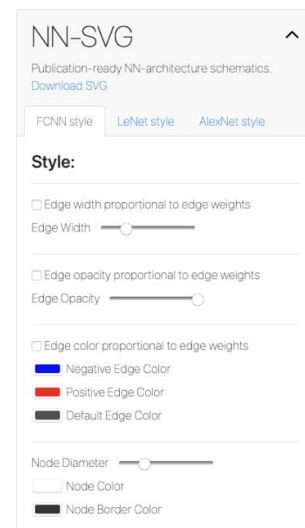 NN-SVG
Publication-ready NN-architecture schematics.
Download SVG
FCNN style LeNet style AlexNet style
Style:
Edge width proportional to edge weights
Edge Width
Edge opacity proportional to edge weights
Edge Opacity
Edge color proportional to edge weights
Negative Edge Color
Positive Edge Color
Default Edge Color
Node Diameter
Node Color
Node Border Color